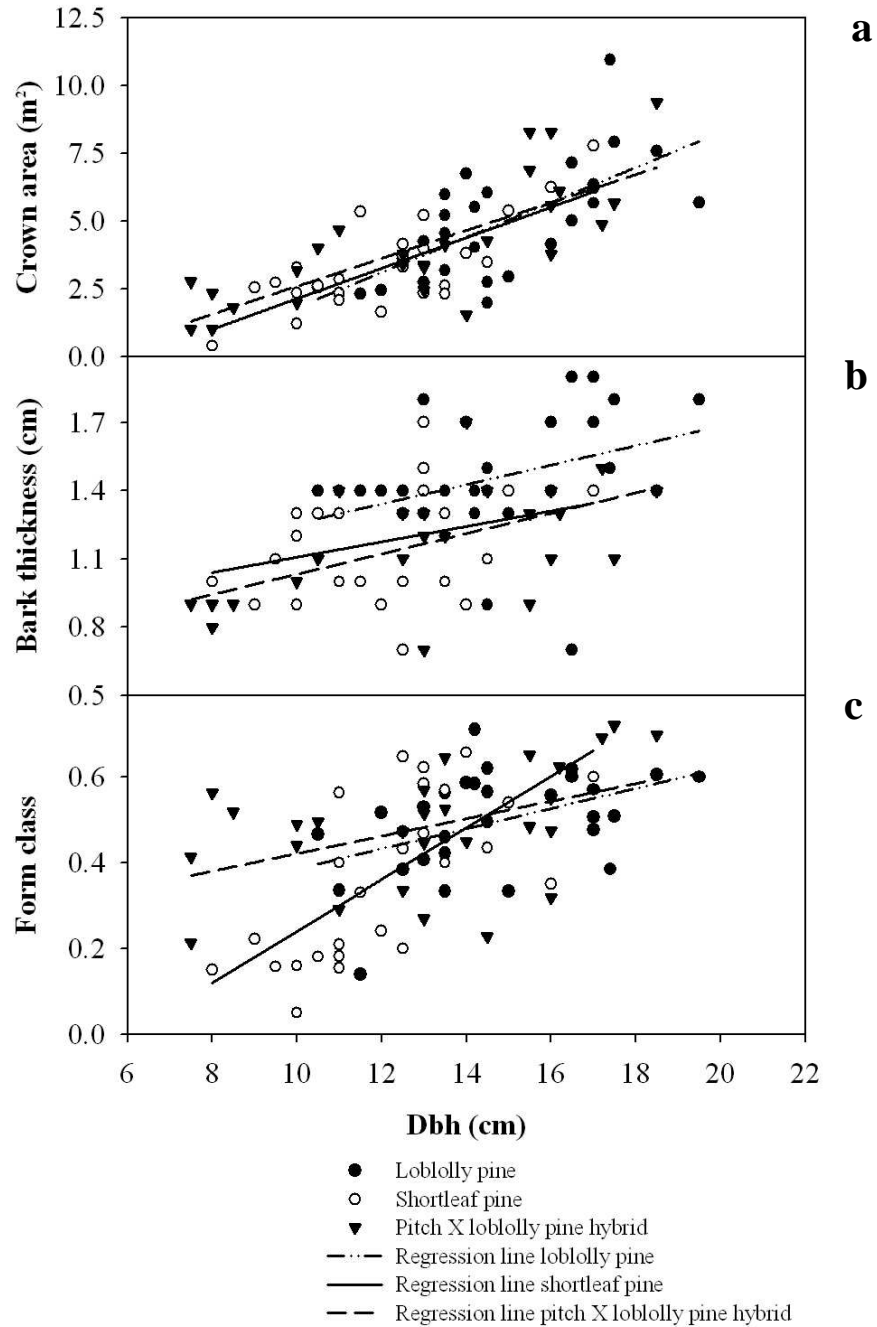 a
12.5
10.0
7.5
5.0
2.5
0.0
Crown area (m²)
b
1.7
1.4
1.1
0.8
0.5
Bark thickness (cm)
c
0.6
0.4
0.2
0.0
Form class
6 8 10 12 14 16 18 20 22
Dbh (cm)
Loblolly pine
Shortleaf pine
Pitch X loblolly pine hybrid
Regression line loblolly pine
Regression line shortleaf pine
Regression line pitch X loblolly pine hybrid